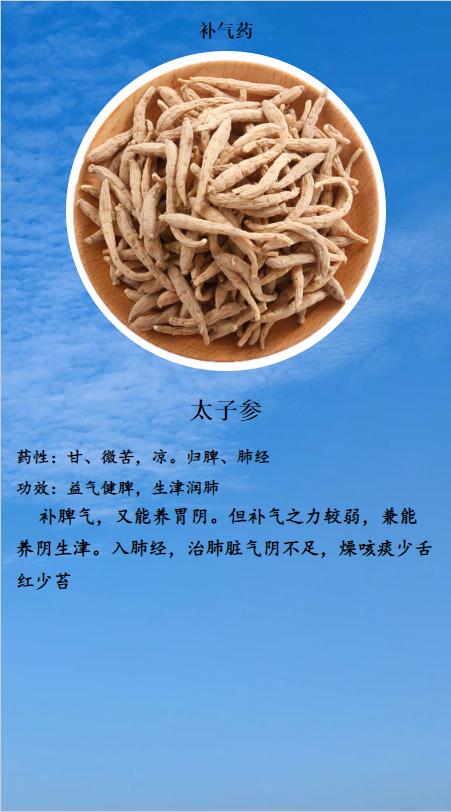 补气药
太子参
药性：甘、微苦，凉。归脾、肺经
功效：益气健脾，生津润肺
补脾气，又能养胃阴。但补气之力较弱，兼能
养阴生津。入肺经，治肺脏气阴不足，燥咳痰少舌
红少苔